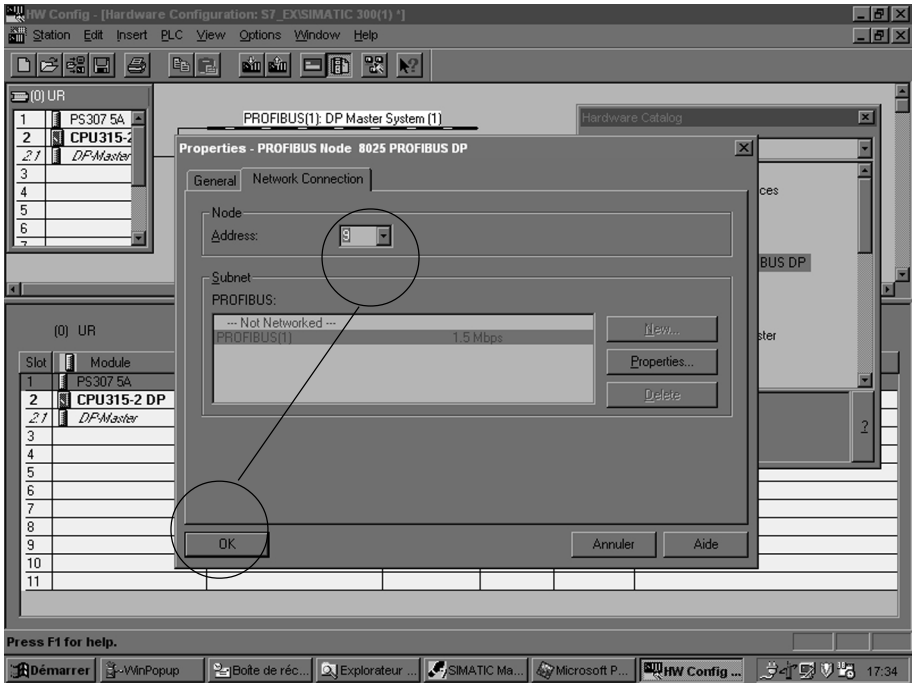 HW Config - [Hardware Configuration: S7_EX\SIMATIC 300(1) *]
Station Edit Insert PLC View Options Window Help
(0) UR
1 PS307 5A
2 CPU315-2
2.1 DP-Master
3
4
5
6
7
PROFIBUS(1): DP Master System (1)
Hardware Catalog
ces
BUS DP
ster
?
Properties - PROFIBUS Node 8025 PROFIBUS DP
General Network Connection
Node
Address: 9
Subnet
PROFIBUS:
--- Not Networked ---
PROFIBUS(1) 1.5 Mbps
New...
Properties...
Delete
OK Annuler Aide
(0) UR
Slot Module
1 PS307 5A
2 CPU315-2 DP
2.1 DP-Master
3
4
5
6
7
8
9
10
11
Press F1 for help.
Démarrer WinPopup Boîte de réc... Explorateur ... SIMATIC Ma... Microsoft P... HW Config ... 17:34